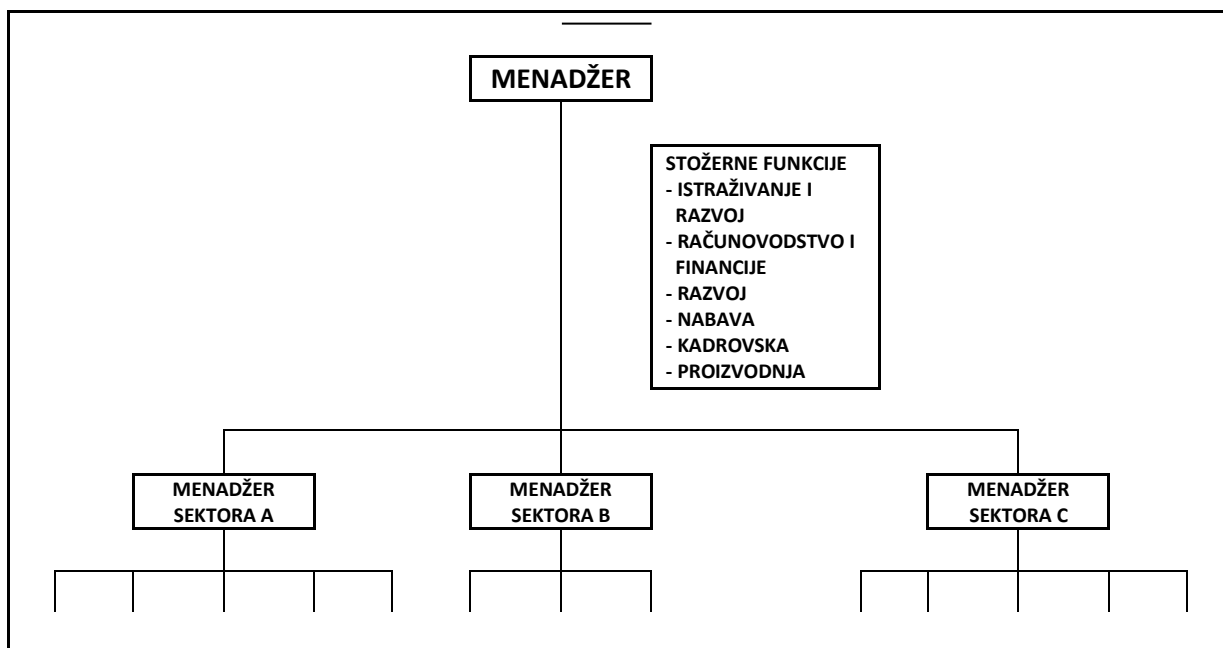 MENADŽER
STOŽERNE FUNKCIJE
- ISTRAŽIVANJE I
RAZVOJ
- RAČUNOVODSTVO I
FINANCIJE
- RAZVOJ
- NABAVA
- KADROVSKA
- PROIZVODNJA
MENADŽER
SEKTORA A
MENADŽER
SEKTORA B
MENADŽER
SEKTORA C